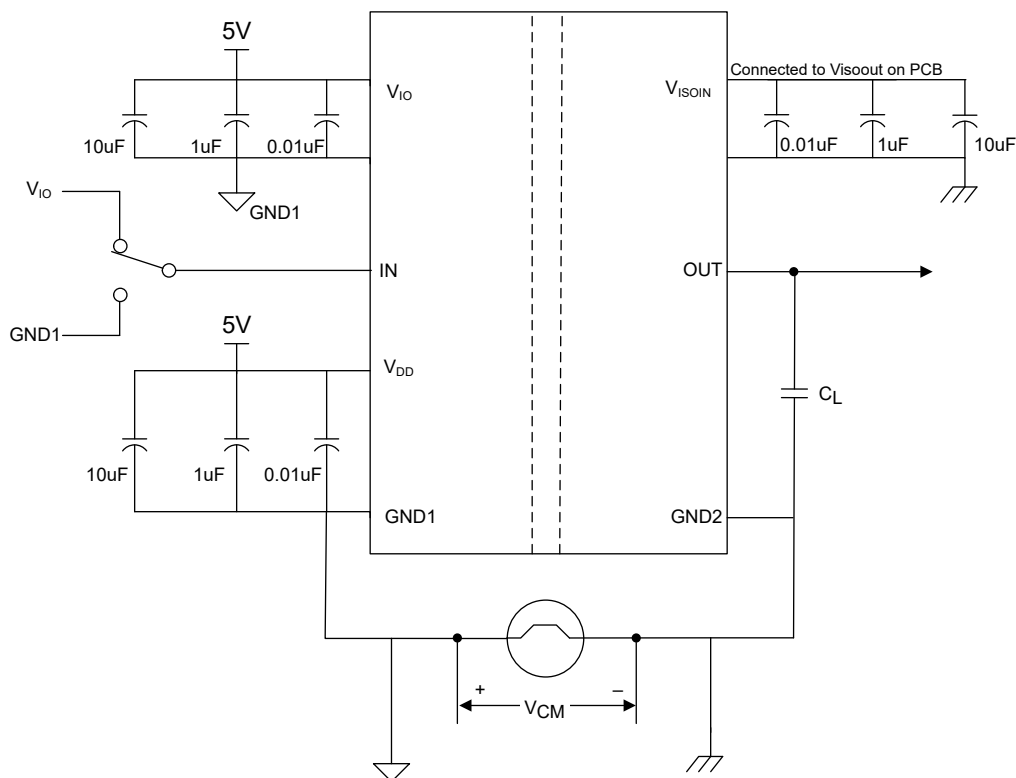 5V
Connected to Visoout on PCB
VIO
VISOIN
10uF
1uF
0.01uF
0.01uF
1uF
10uF
VIO
GND1
IN
OUT
GND1
5V
VDD
CL
10uF
1uF
0.01uF
GND1
GND2
+
–
VCM